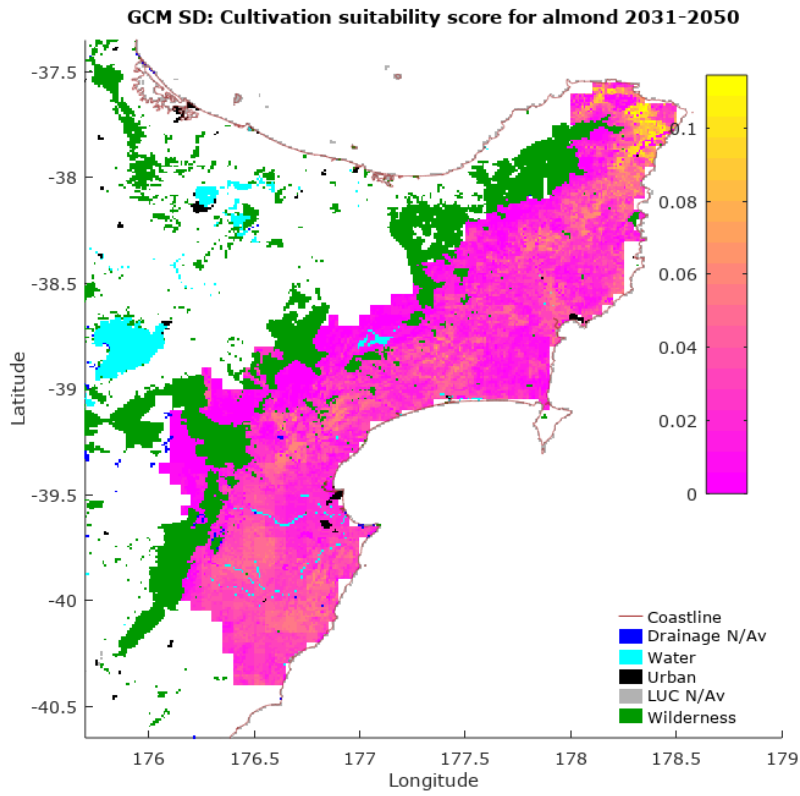 GCM SD: Cultivation suitability score for almond 2031-2050
-37.5
-38
-38.5
-39
-39.5
-40
-40.5
Latitude
176
176.5
177
177.5
178
178.5
179
Longitude
0.1
0.08
0.06
0.04
0.02
0
Coastline
Drainage N/Av
Water
Urban
LUC N/Av
Wilderness